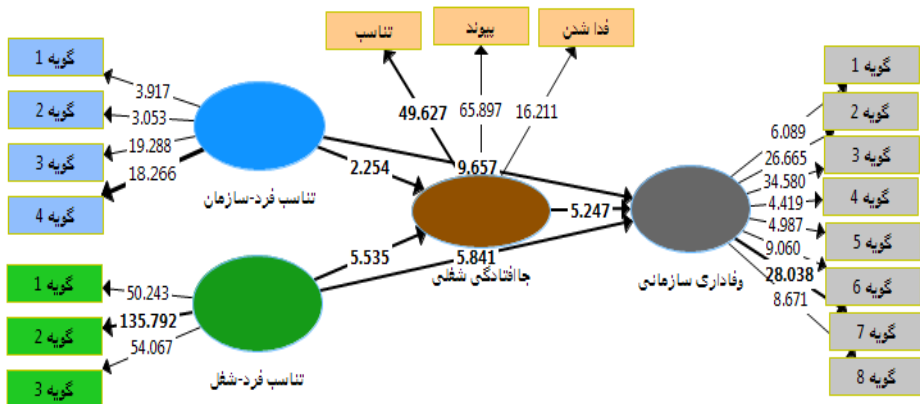 تناسب
پیوند
فدا شدن
گویه 1
گویه 2
گویه 3
گویه 4
3.917
3.053
19.288
18.266
تناسب فرد-سازمان
49.627
65.897
16.211
2.254
9.657
5.247
5.535
5.841
جاافتادگی شغلی
گویه 1
گویه 2
گویه 3
50.243
135.792
54.067
تناسب فرد-شغل
وفاداری سازمانی
6.089
26.665
34.580
4.419
4.987
9.060
28.038
8.671
گویه 1
گویه 2
گویه 3
گویه 4
گویه 5
گویه 6
گویه 7
گویه 8